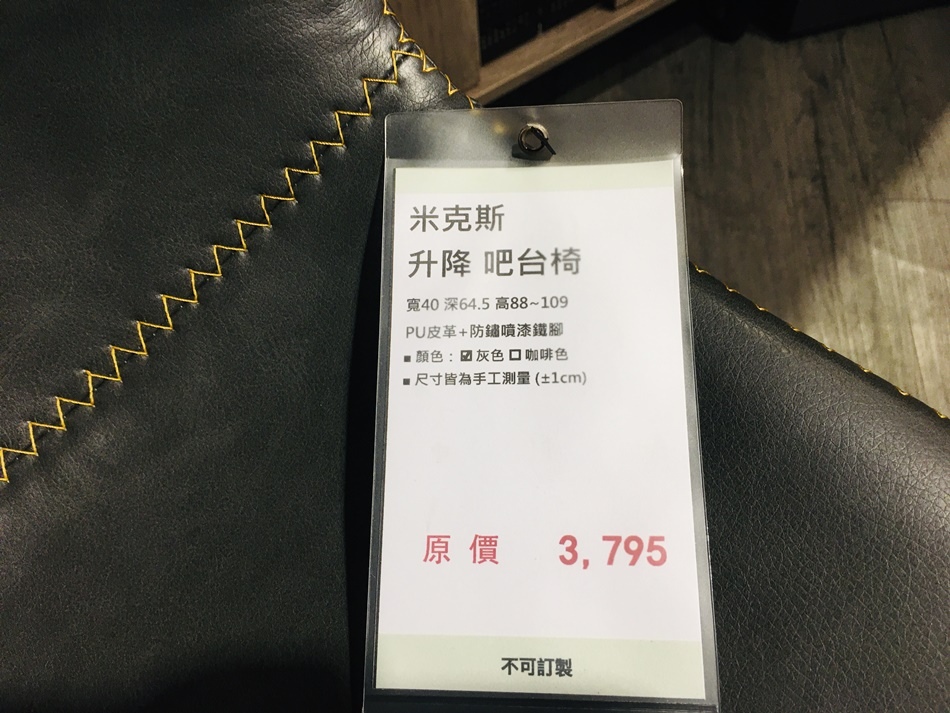 米克斯
升降 吧台椅
寬40 深64.5 高88~109
PU皮革+防鏽噴漆鐵腳
▪ 顏色：☑灰色☐咖啡色
▪ 尺寸皆為手工測量 (±1cm)
原 價 3,795
不可訂製